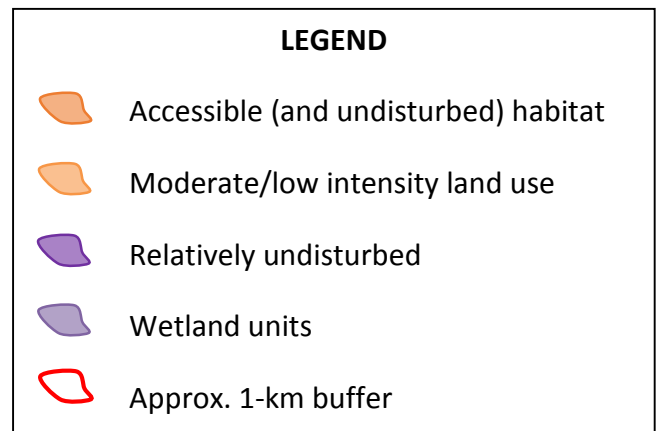 LEGEND
Accessible (and undisturbed) habitat
Moderate/low intensity land use
Relatively undisturbed
Wetland units
Approx. 1-km buffer